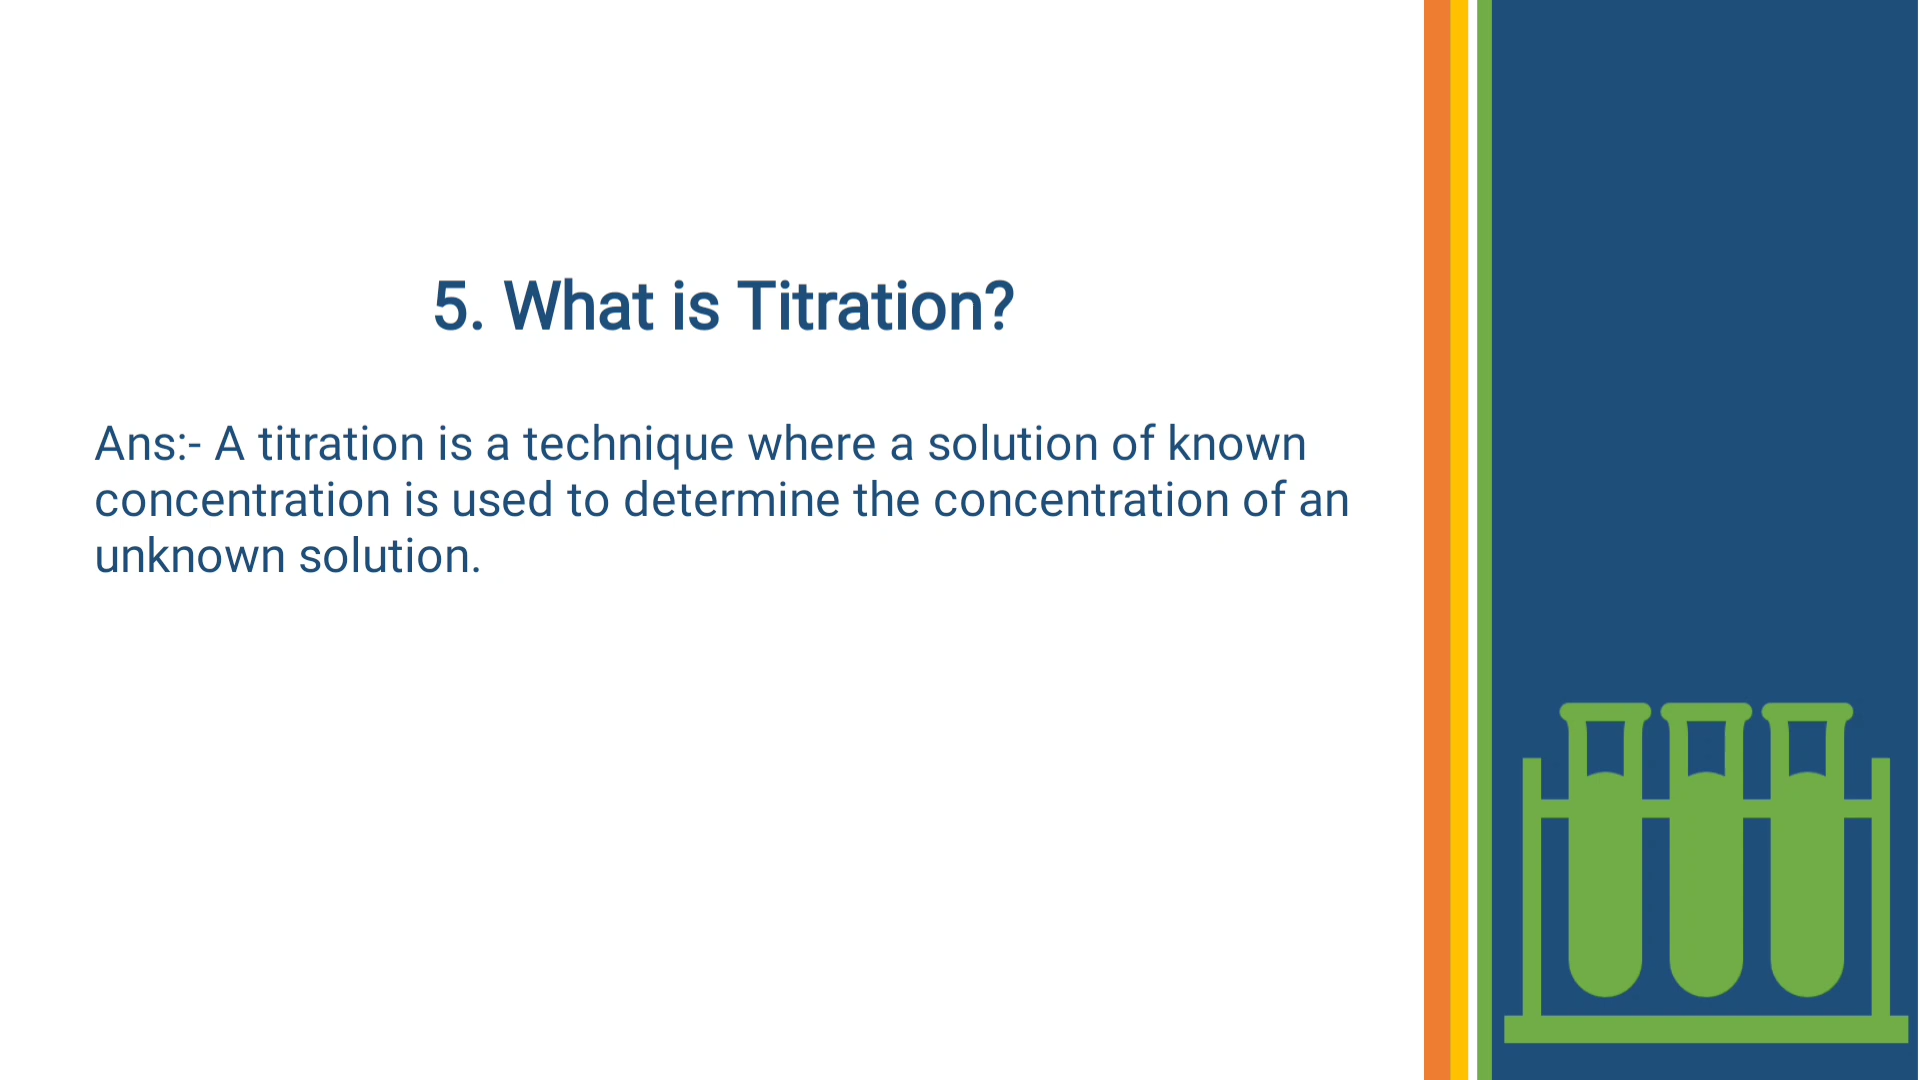 5. What is Titration?
Ans:- A titration is a technique where a solution of known
concentration is used to determine the concentration of an
unknown solution.